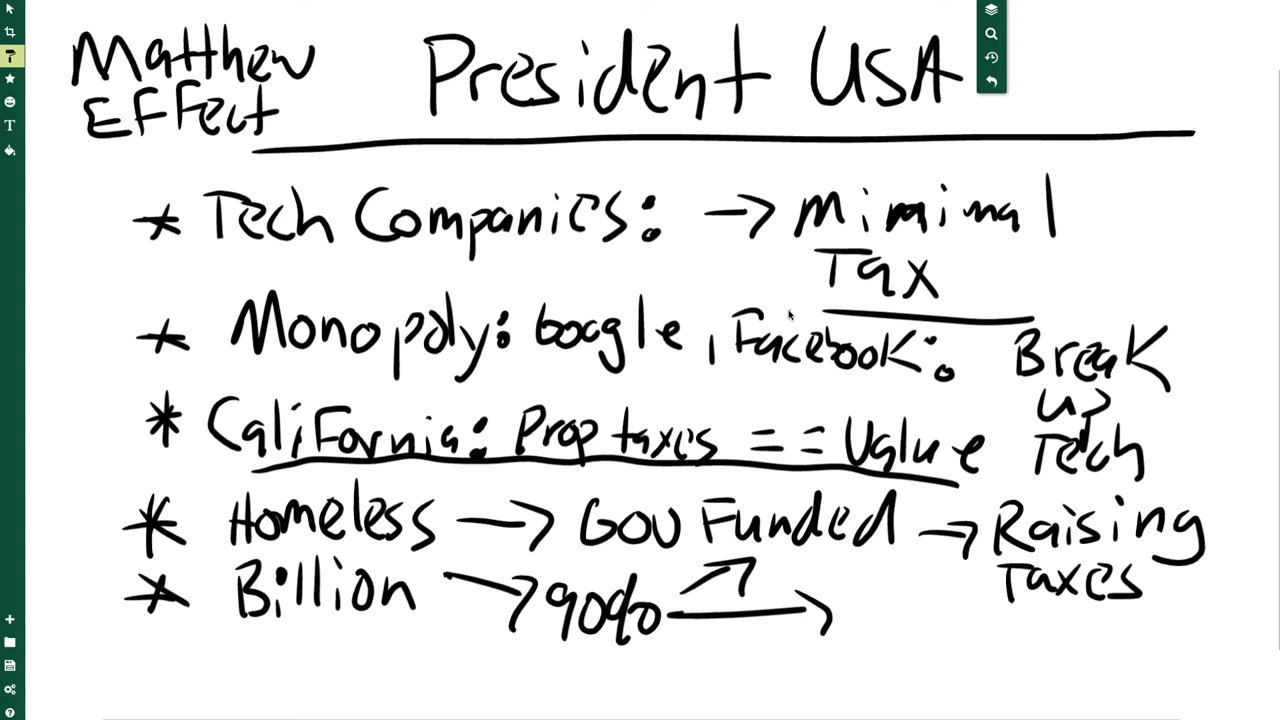 Matthew
Effect
President USA
* Tech Companies: → Minimal
Tax
* Monopoly: Google, Facebook: Break
up
Tech
* California: Prop taxes == Value
* Homeless → Gov Funded → Raising
Taxes
* Billion → 90% →